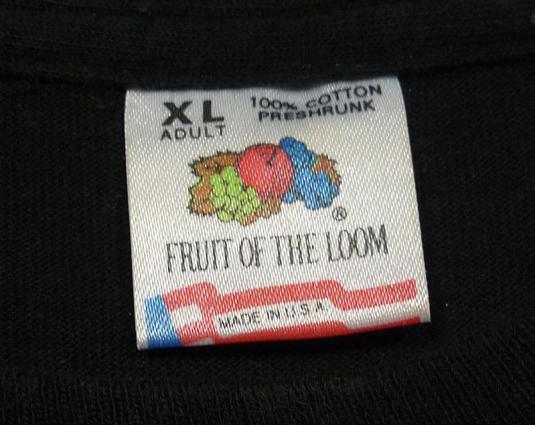 XL
ADULT
100% COTTON
PRESHRUNK
®
FRUIT OF THE LOOM
MADE IN U.S.A.